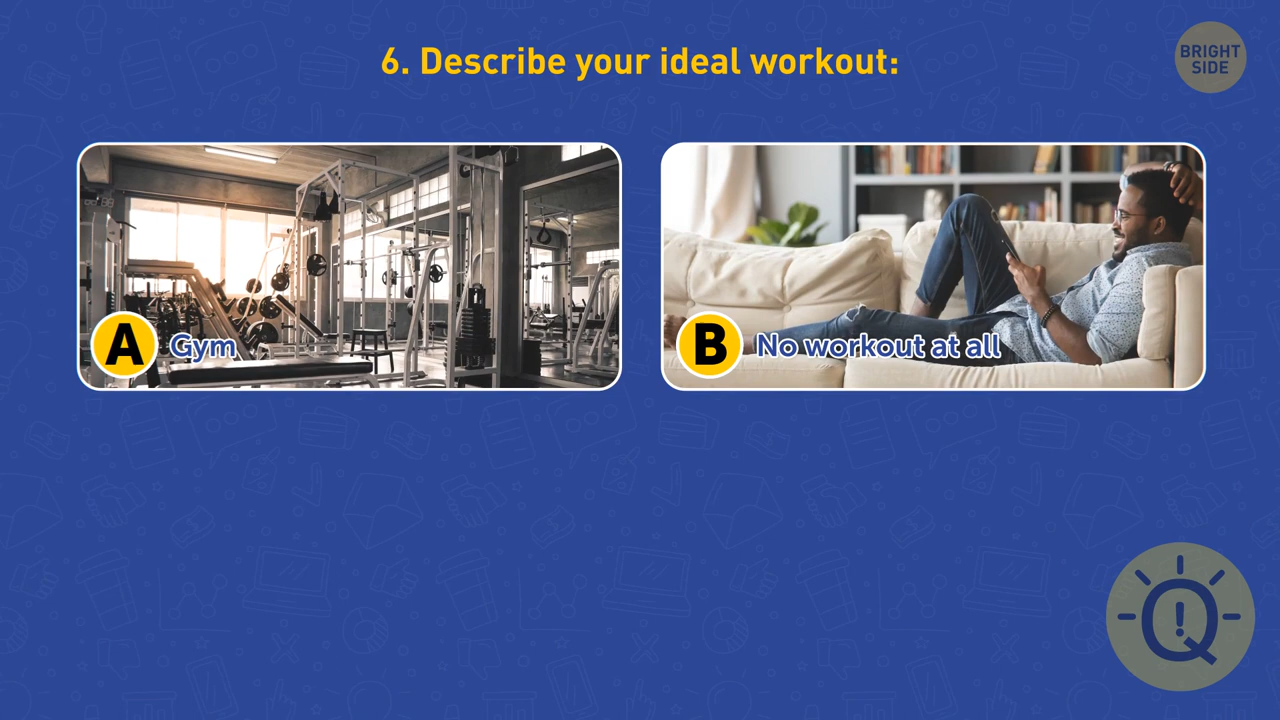 6. Describe your ideal workout:
BRIGHT
SIDE
A Gym
B No workout at all
Q!